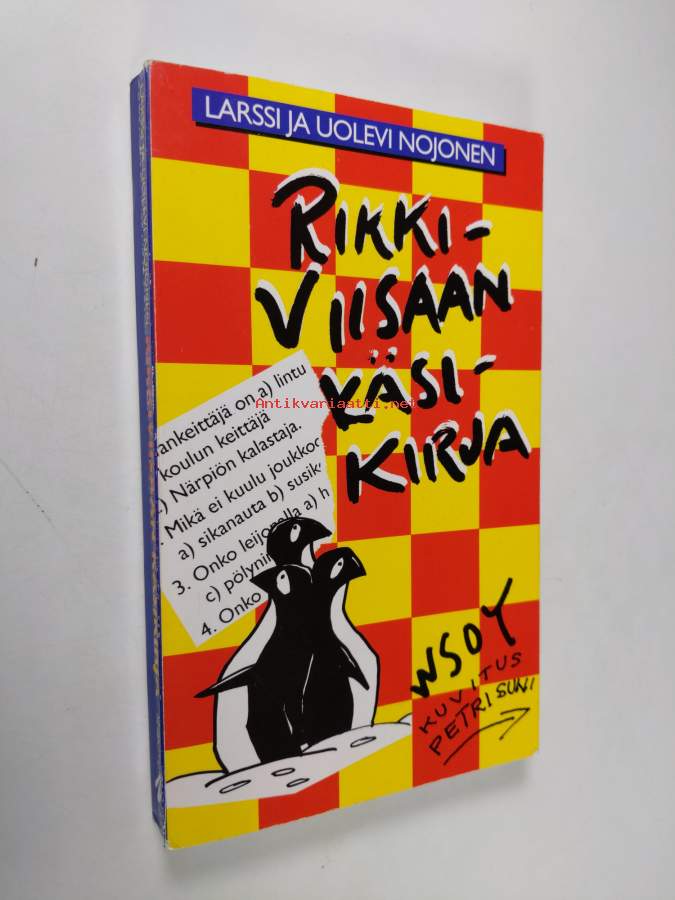 LARSSI JA UOLEVI NOJONEN
RIKKI-
VIISAAN
KÄSI-
KIRJA
Antikvariaatti.net
ankeittäjä on a) lintu
koulun keittäjä
c) Närpiön kalastaja.
Mikä ei kuulu joukkoo
a) sikanauta b) susik
3. Onko leijonalla a) h
c) pölynim
4. Onko
WSOY
KUVITUS
PETRI SUNI